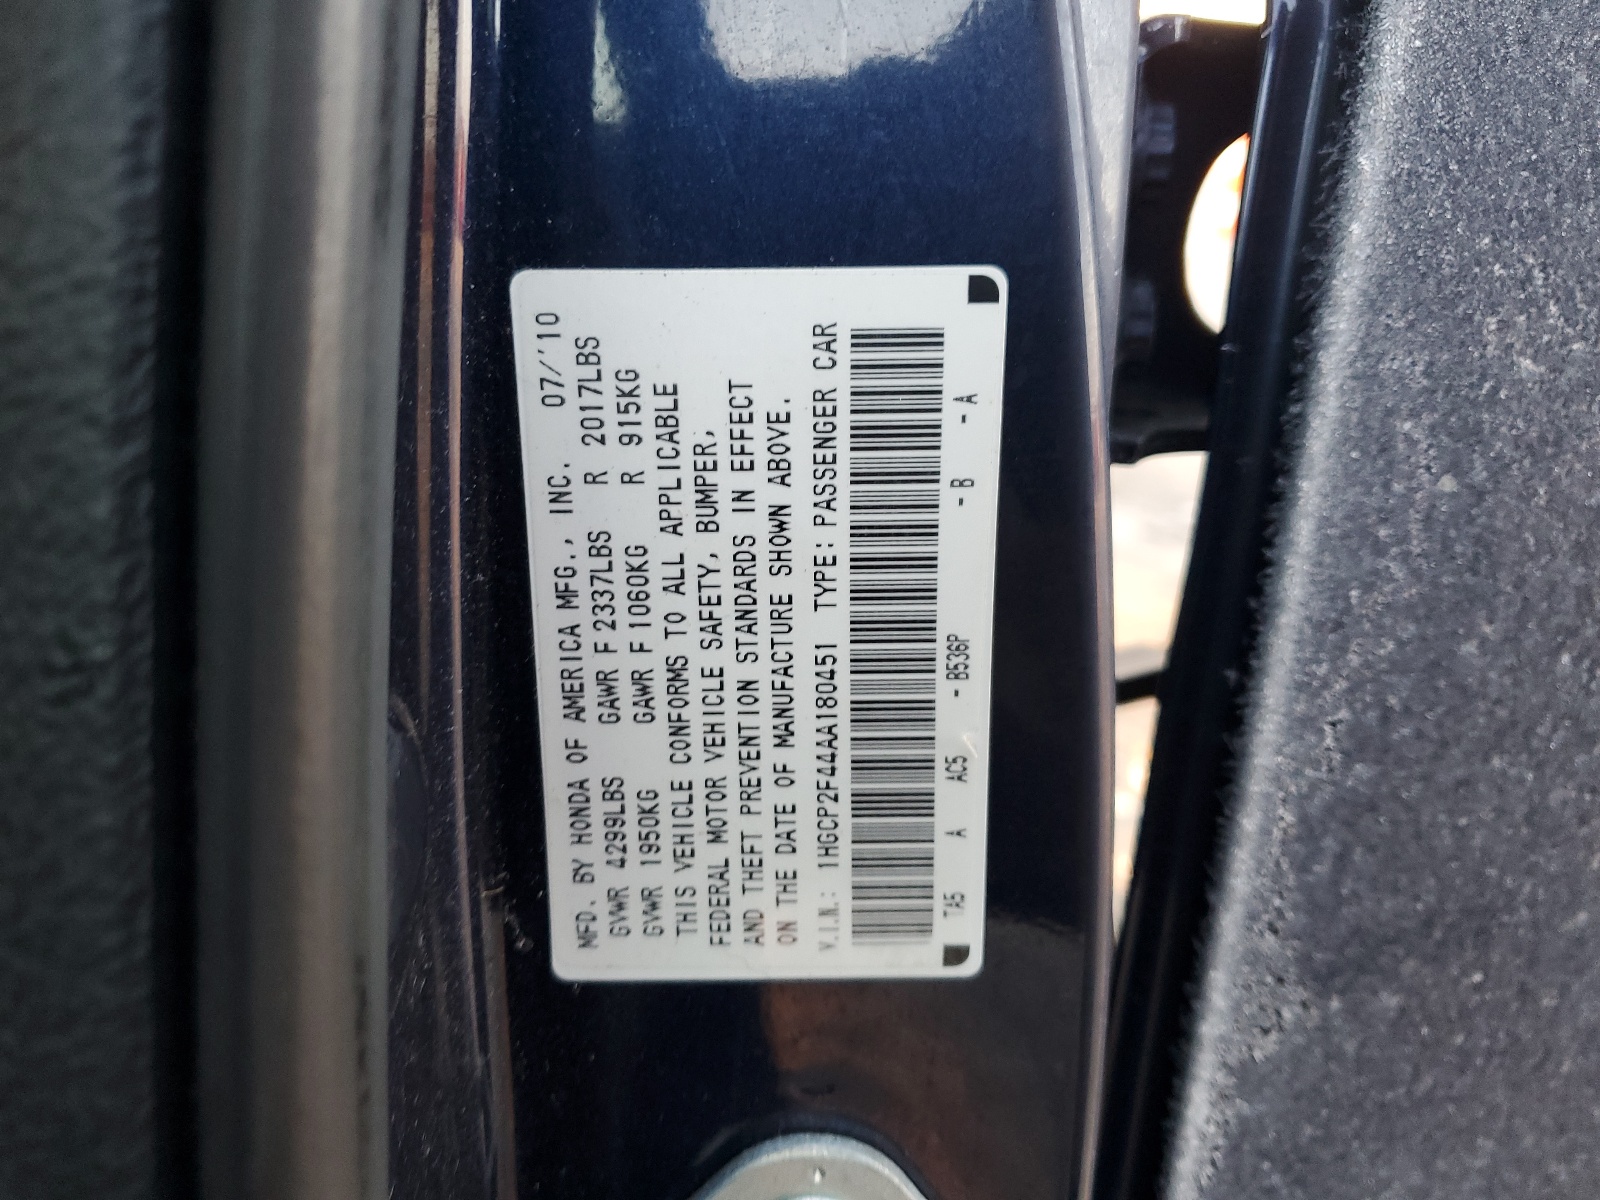 MFD. BY HONDA OF AMERICA MFG., INC. 07/'10
GVWR 4299LBS GAWR F 2337LBS R 2017LBS
GVWR 1950KG GAWR F 1060KG R 915KG
THIS VEHICLE CONFORMS TO ALL APPLICABLE
FEDERAL MOTOR VEHICLE SAFETY, BUMPER,
AND THEFT PREVENTION STANDARDS IN EFFECT
ON THE DATE OF MANUFACTURE SHOWN ABOVE.
V.I.N.: 1HGCP2F44AA180451 TYPE: PASSENGER CAR
TA5 A AC5 - B536P - B - A